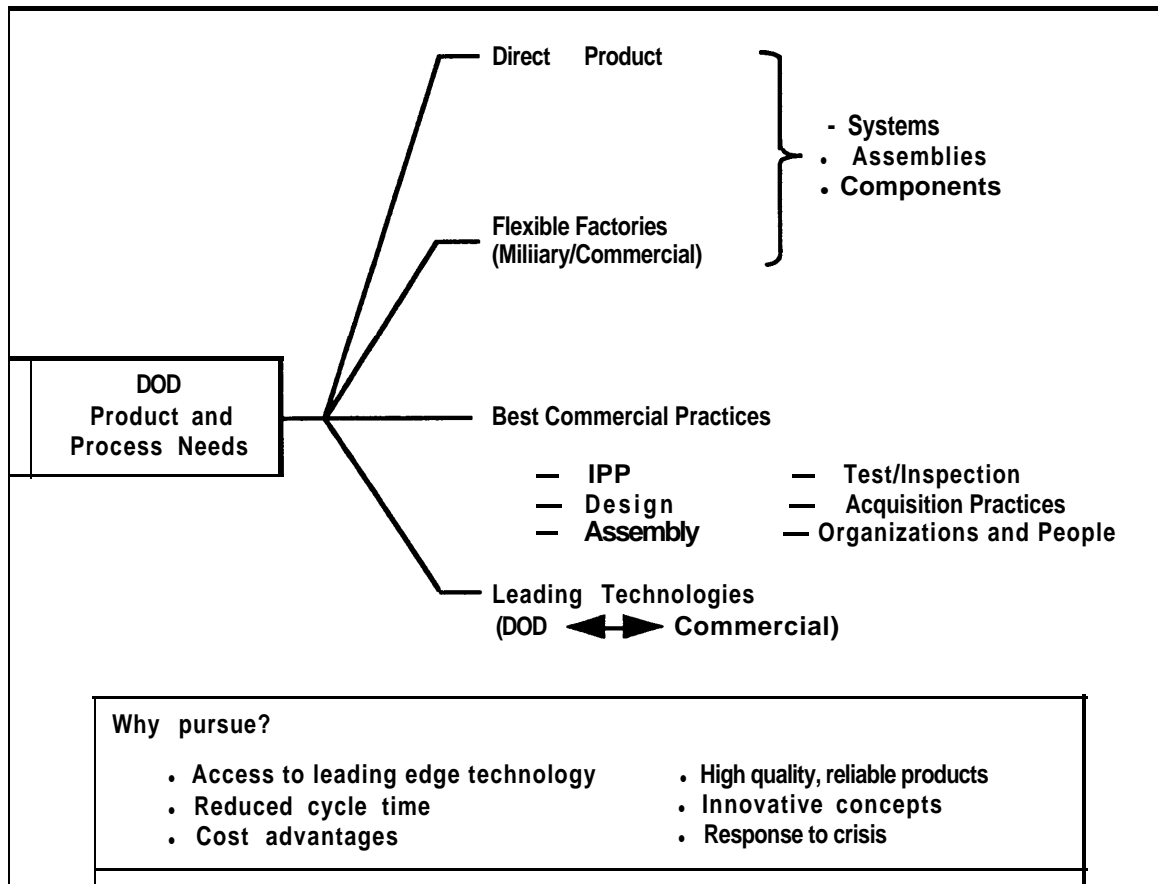 Direct Product
- Systems
• Assemblies
• Components
Flexible Factories
(Miliiary/Commercial)
DOD
Product and
Process Needs
Best Commercial Practices
— IPP
— Test/Inspection
— Design
— Acquisition Practices
— Assembly
— Organizations and People
Leading Technologies
(DOD ◄► Commercial)
Why pursue?
• Access to leading edge technology
• High quality, reliable products
• Reduced cycle time
• Innovative concepts
• Cost advantages
• Response to crisis